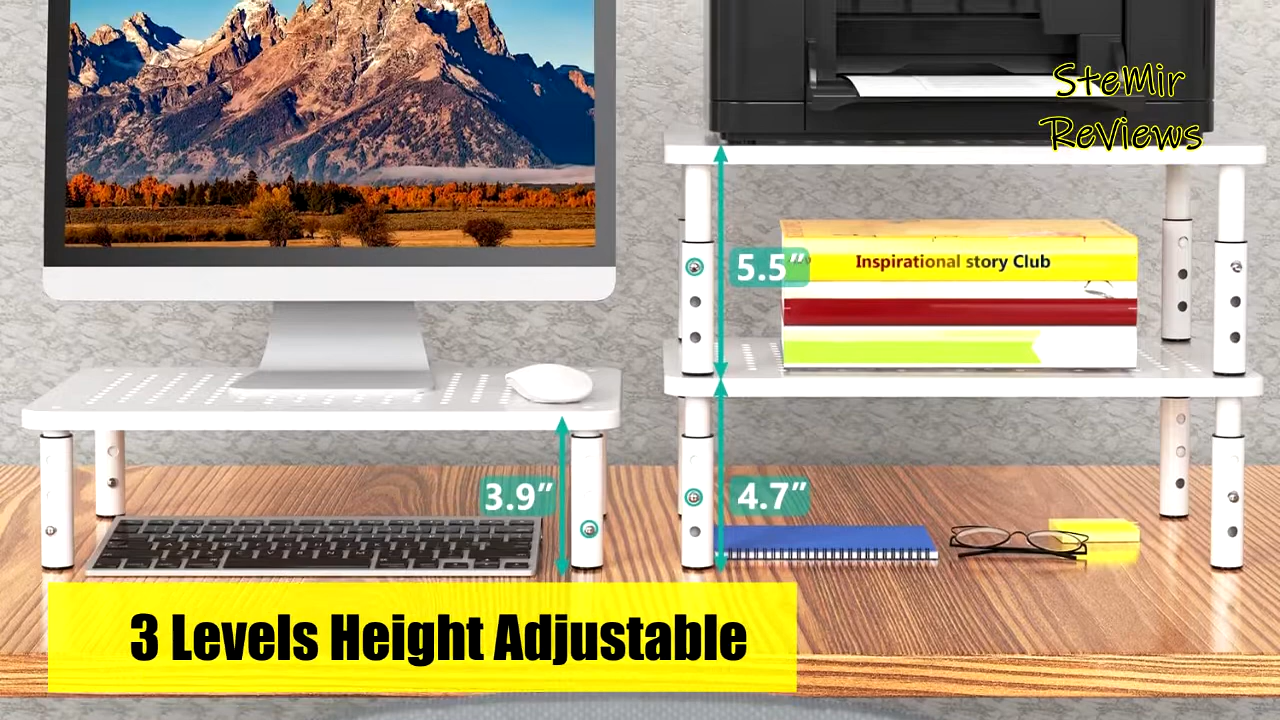 SteMir
ReViews
5.5”
Inspirational story Club
3.9”
4.7”
3 Levels Height Adjustable